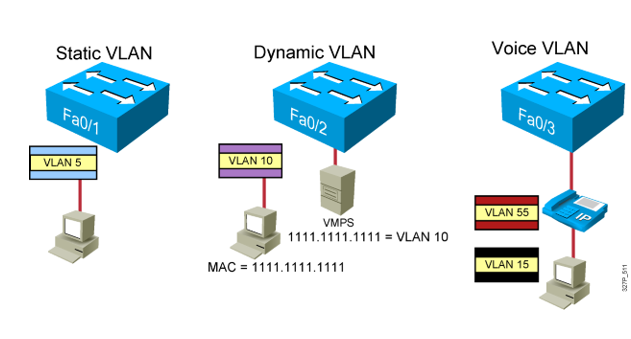 Static VLAN
Dynamic VLAN
Voice VLAN
Fa0/1
Fa0/2
Fa0/3
VLAN 5
VLAN 10
VMPS
1111.1111.1111 = VLAN 10
MAC = 1111.1111.1111
VLAN 55
IP
VLAN 15
327P_511